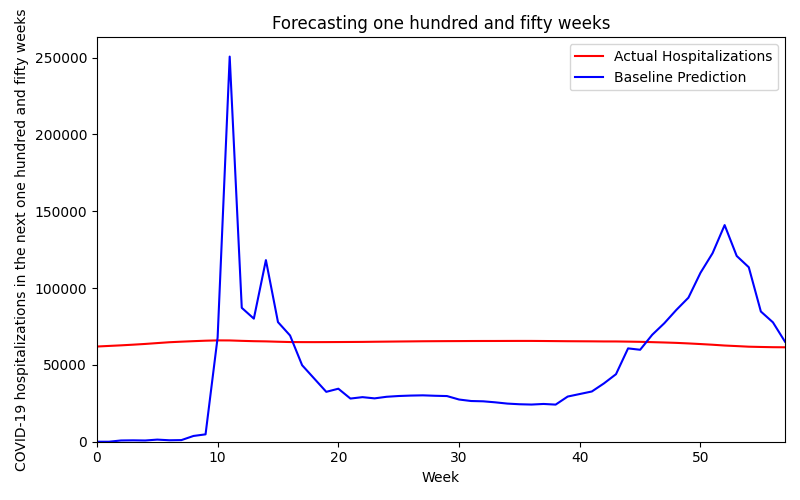 Forecasting one hundred and fifty weeks
COVID-19 hospitalizations in the next one hundred and fifty weeks
250000
200000
150000
100000
50000
0
Actual Hospitalizations
Baseline Prediction
0 10 20 30 40 50
Week